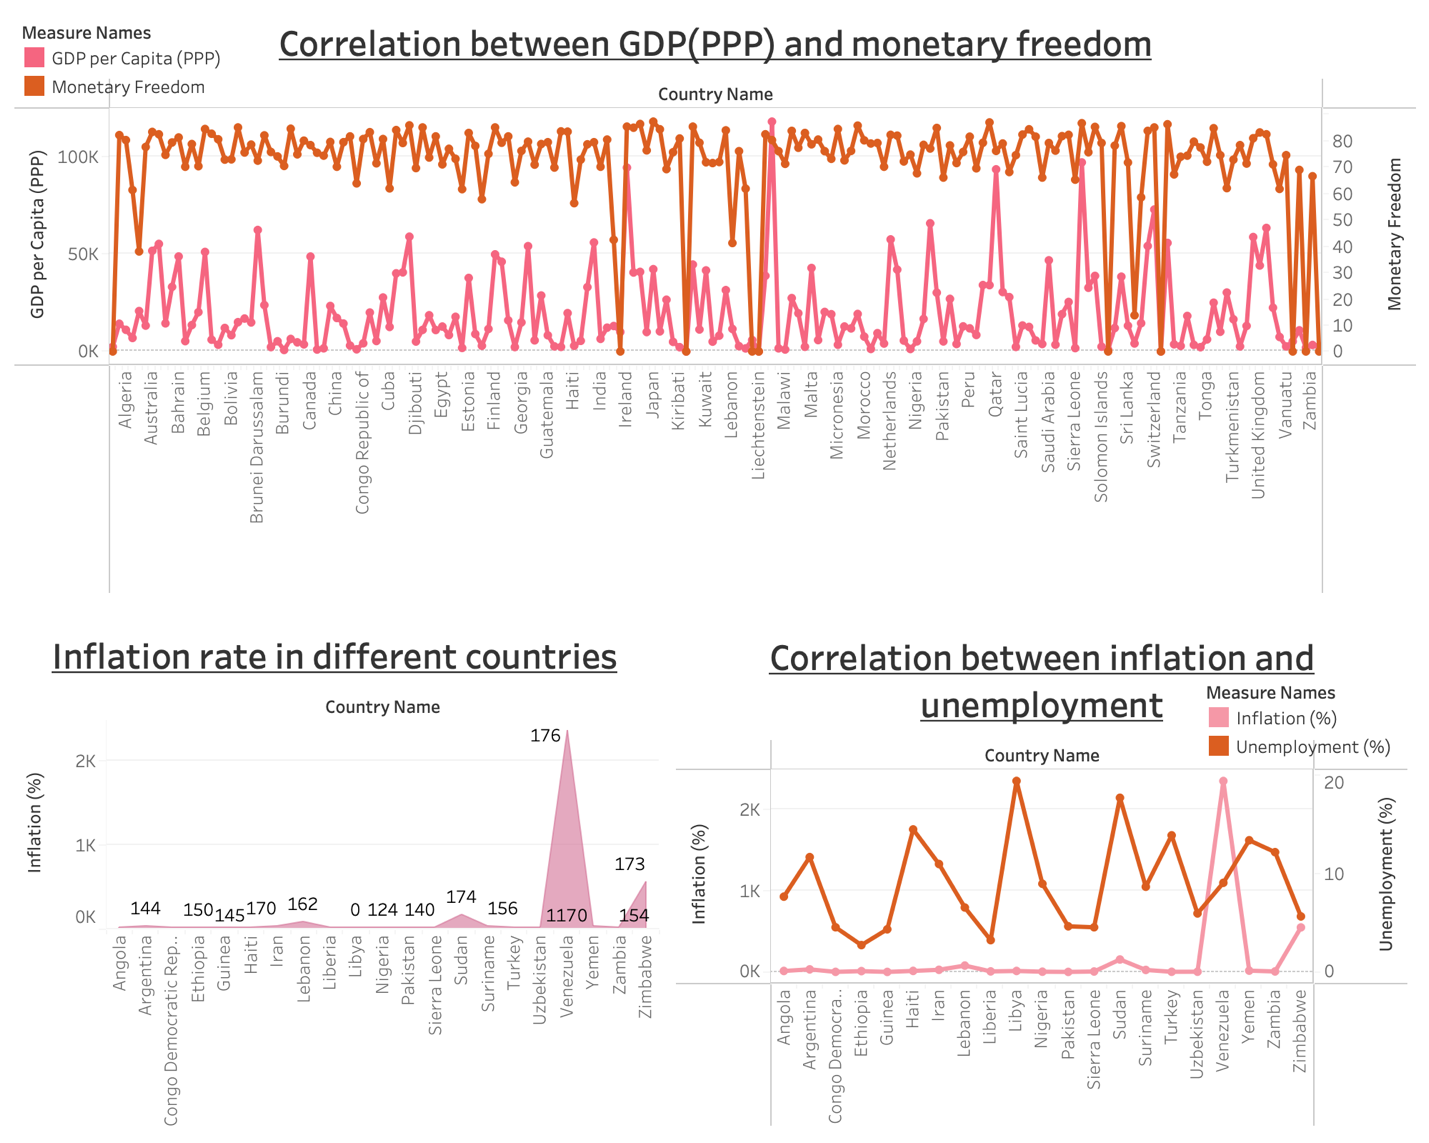 Measure Names
GDP per Capita (PPP)
Monetary Freedom
Correlation between GDP(PPP) and monetary freedom
Country Name
GDP per Capita (PPP)
100K
50K
0K
80
70
60
50
40
30
20
10
0
Monetary Freedom
Algeria
Australia
Bahrain
Belgium
Bolivia
Brunei Darusalam
Burundi
Canada
China
Congo Republic of
Cuba
Djibouti
Egypt
Estonia
Finland
Georgia
Guatemala
Haiti
India
Ireland
Japan
Kiribati
Kuwait
Lebanon
Liechtenstein
Malawi
Malta
Micronesia
Morocco
Netherlands
Nigeria
Pakistan
Peru
Qatar
Saint Lucia
Saudi Arabia
Sierra Leone
Solomon Islands
Sri Lanka
Switzerland
Tanzania
Tonga
Turkmenistan
United Kingdom
Vanuatu
Zambia
Inflation rate in different countries
Country Name
Inflation (%)
2K
1K
0K
144
150
145
170
162
0
124
140
174
156
176
1170
173
154
Angola
Argentina
Congo Democratic Rep..
Ethiopia
Guinea
Haiti
Iran
Lebanon
Liberia
Libya
Nigeria
Pakistan
Sierra Leone
Sudan
Suriname
Turkey
Uzbekistan
Venezuela
Yemen
Zambia
Zimbabwe
Correlation between inflation and
unemployment
Measure Names
Inflation (%)
Unemployment (%)
Country Name
Inflation (%)
2K
1K
0K
20
10
0
Unemployment (%)
Angola
Argentina
Congo Democra..
Ethiopia
Guinea
Haiti
Iran
Lebanon
Liberia
Libya
Nigeria
Pakistan
Sierra Leone
Sudan
Suriname
Turkey
Uzbekistan
Venezuela
Yemen
Zambia
Zimbabwe